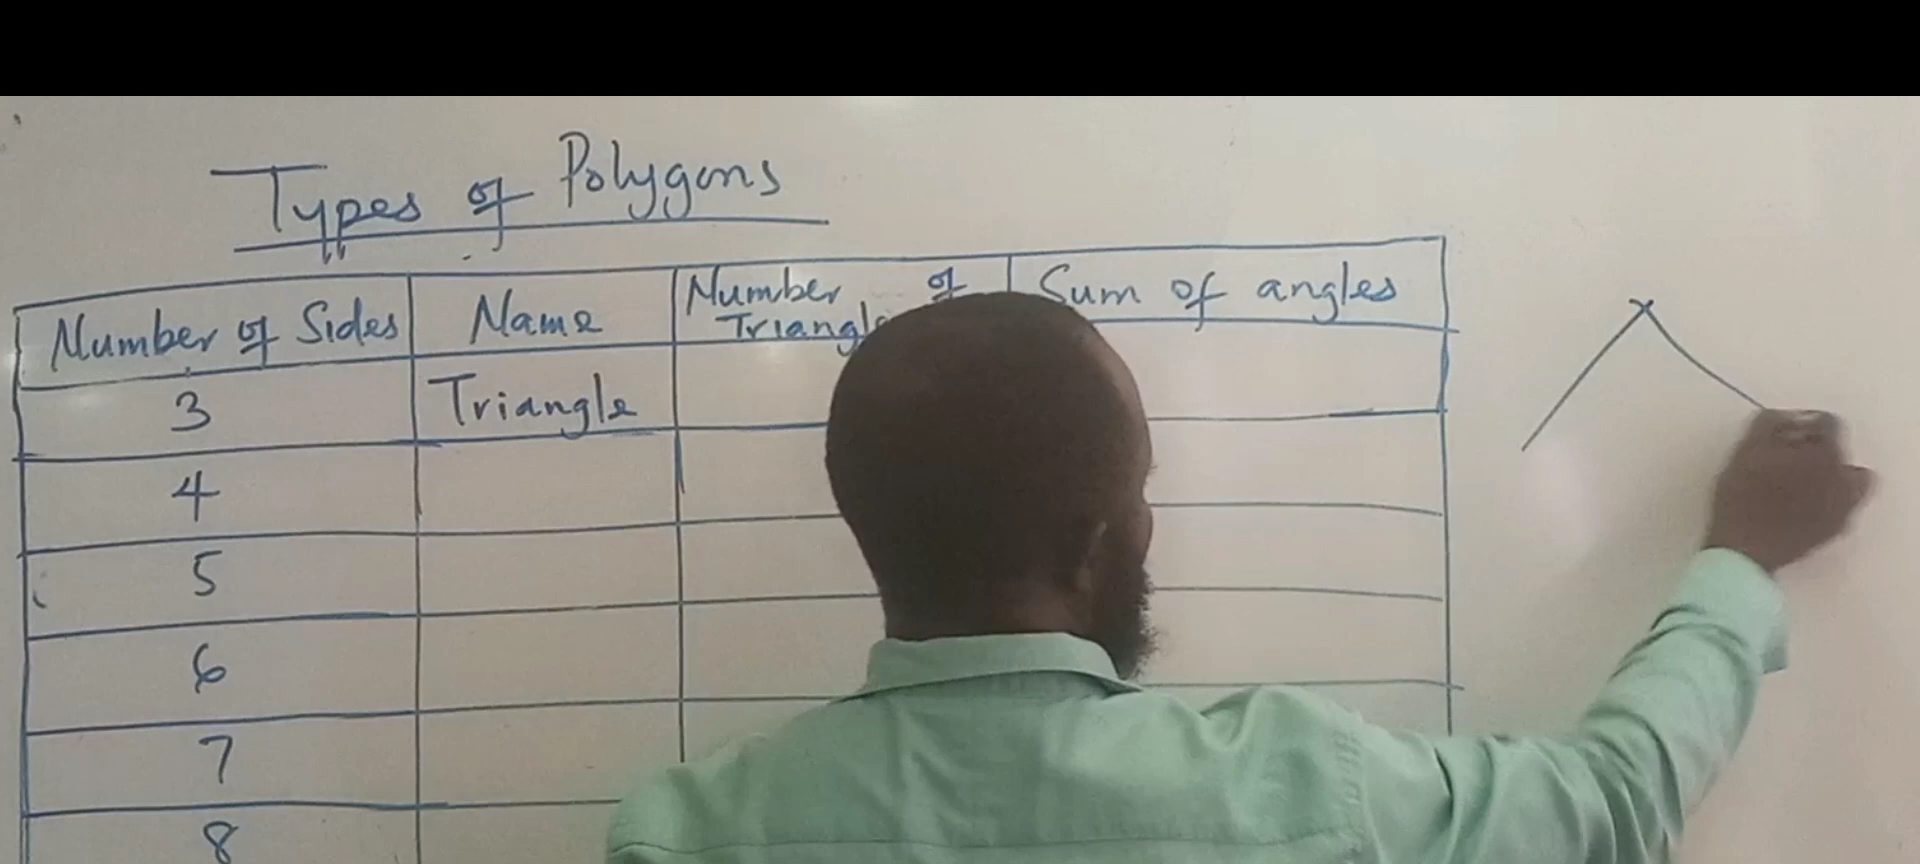 Types of Polygons
Number of Sides Name Number of Sum of angles
3 Triangle
4
5
6
7
8